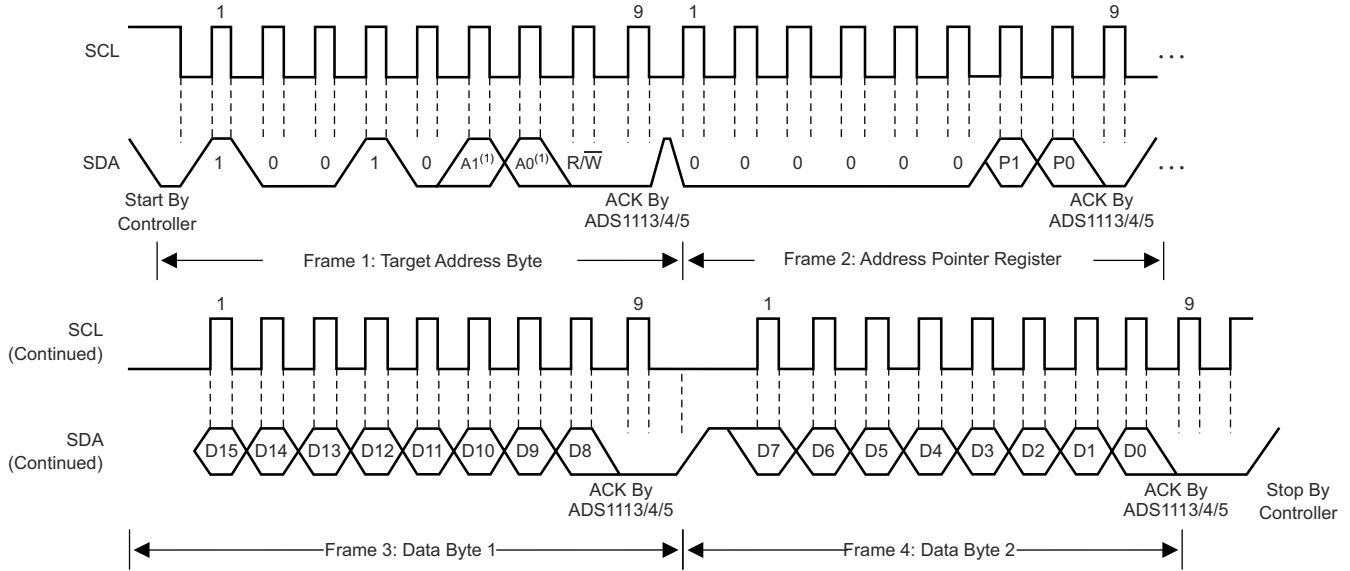 1 9 1 9
SCL ...
SDA 1 0 0 1 0 A1(1) A0(1) R/W̅ 0 0 0 0 0 0 P1 P0 ...
Start By
Controller
ACK By
ADS1113/4/5
ACK By
ADS1113/4/5
Frame 1: Target Address Byte
Frame 2: Address Pointer Register
1 9 1 9
SCL
(Continued)
SDA
(Continued)
D15 D14 D13 D12 D11 D10 D9 D8 D7 D6 D5 D4 D3 D2 D1 D0
ACK By
ADS1113/4/5
ACK By
ADS1113/4/5
Stop By
Controller
Frame 3: Data Byte 1
Frame 4: Data Byte 2